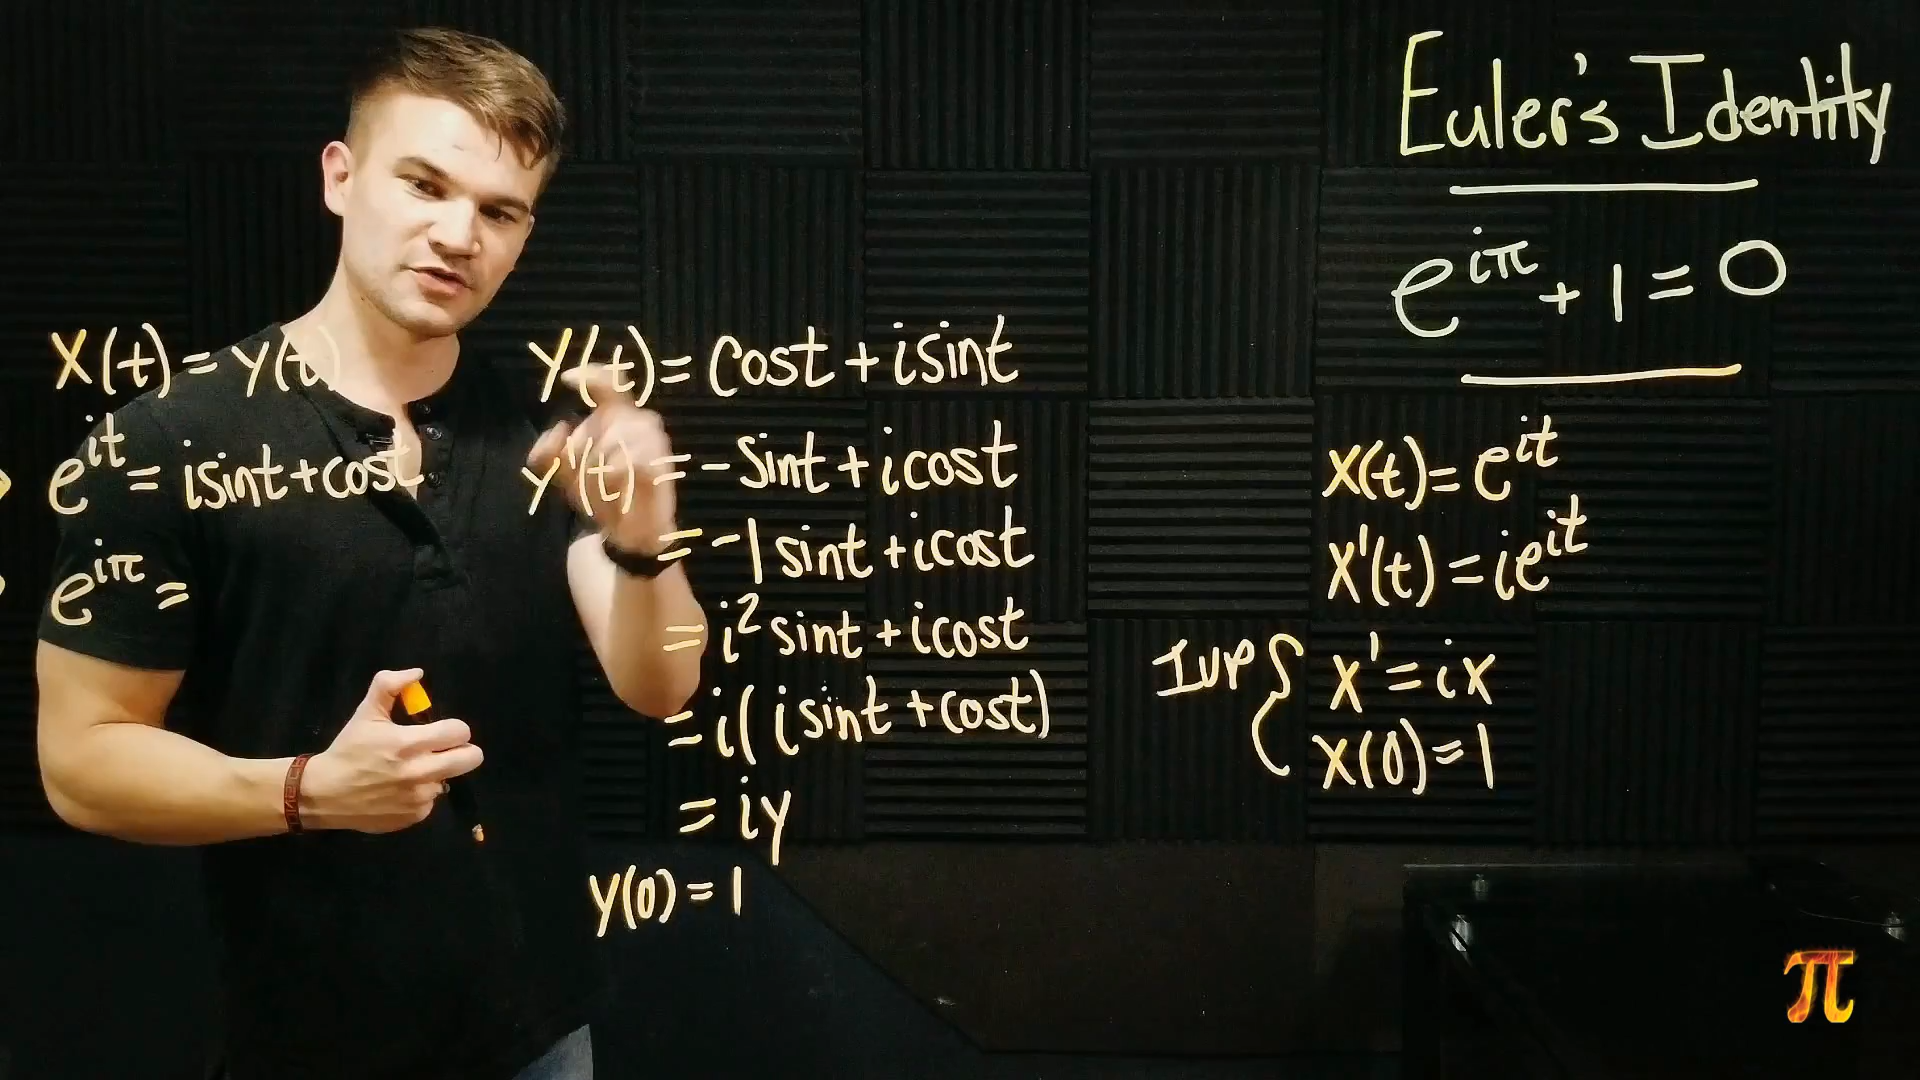 Euler's Identity
e^{iπ} + 1 = 0
X(t) = Y(t)
e^{it} = isint + cost
e^{iπ} =
Y(t) = cost + isint
Y'(t) = -sint + icost
= -1 sint + icost
= i² sint + icost
= i(isint + cost)
= iy
Y(0) = 1
X(t) = e^{it}
X'(t) = ie^{it}
IVP { X' = ix
X(0) = 1
π